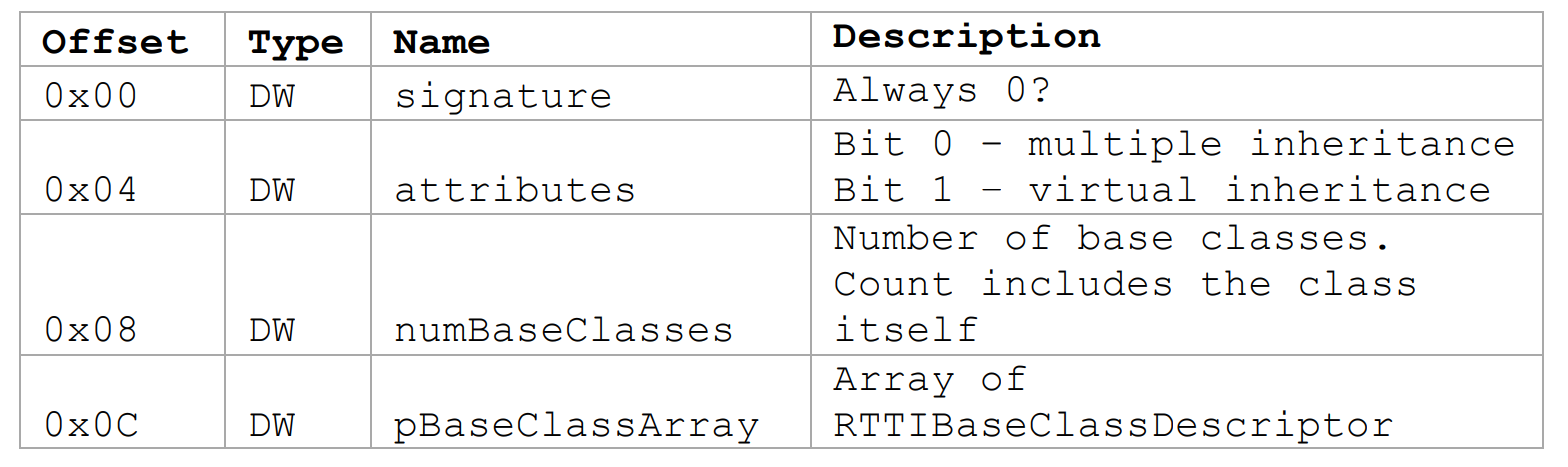 Offset Type Name Description
0x00 DW signature Always 0?
Bit 0 – multiple inheritance
0x04 DW attributes Bit 1 – virtual inheritance
Number of base classes.
Count includes the class
0x08 DW numBaseClasses itself
Array of
0x0C DW pBaseClassArray RTTIBaseClassDescriptor